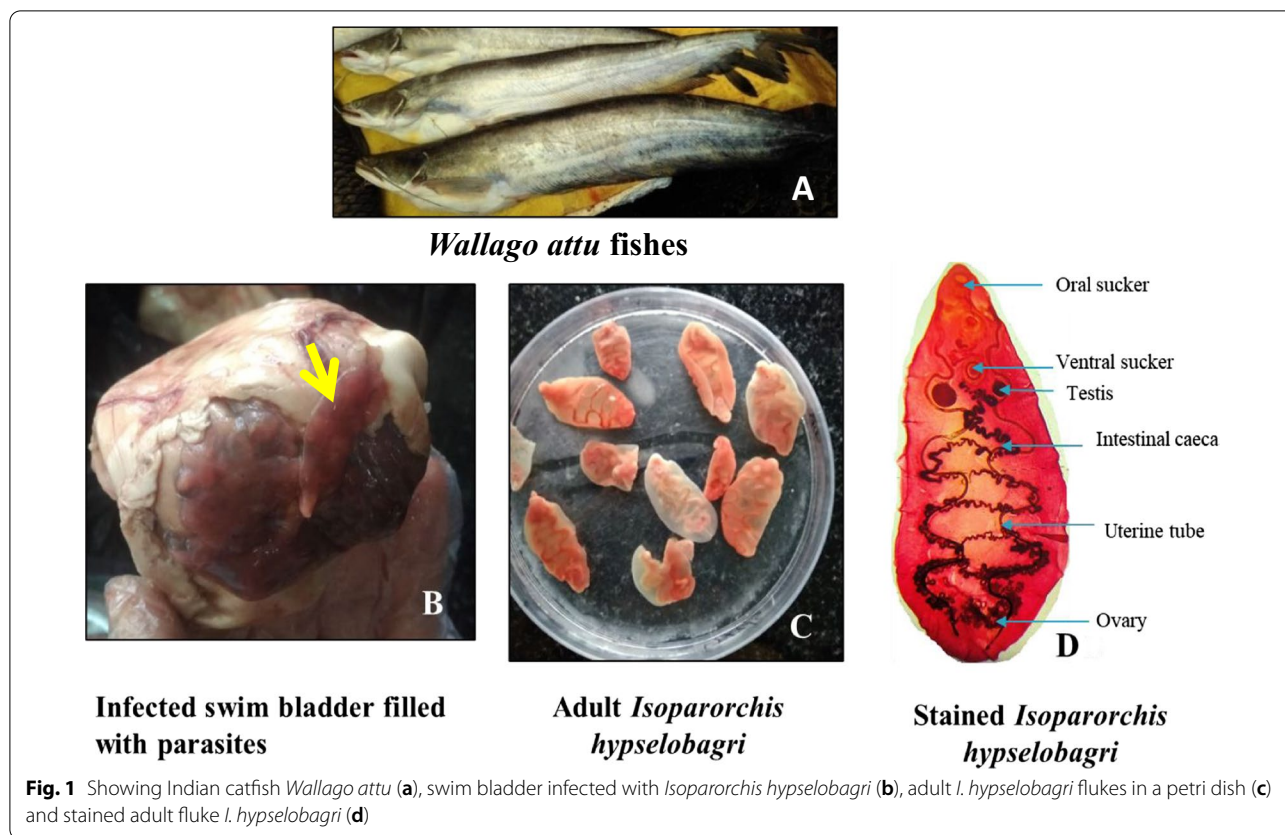 A
Wallago attu fishes
B
C
Oral sucker
Ventral sucker
Testis
Intestinal caeca
Uterine tube
Ovary
D
Infected swim bladder filled
with parasites
Adult Isoparorchis
hypselobagri
Stained Isoparorchis
hypselobagri
Fig. 1 Showing Indian catfish Wallago attu (a), swim bladder infected with Isoparorchis hypselobagri (b), adult I. hypselobagri flukes in a petri dish (c)
and stained adult fluke I. hypselobagri (d)